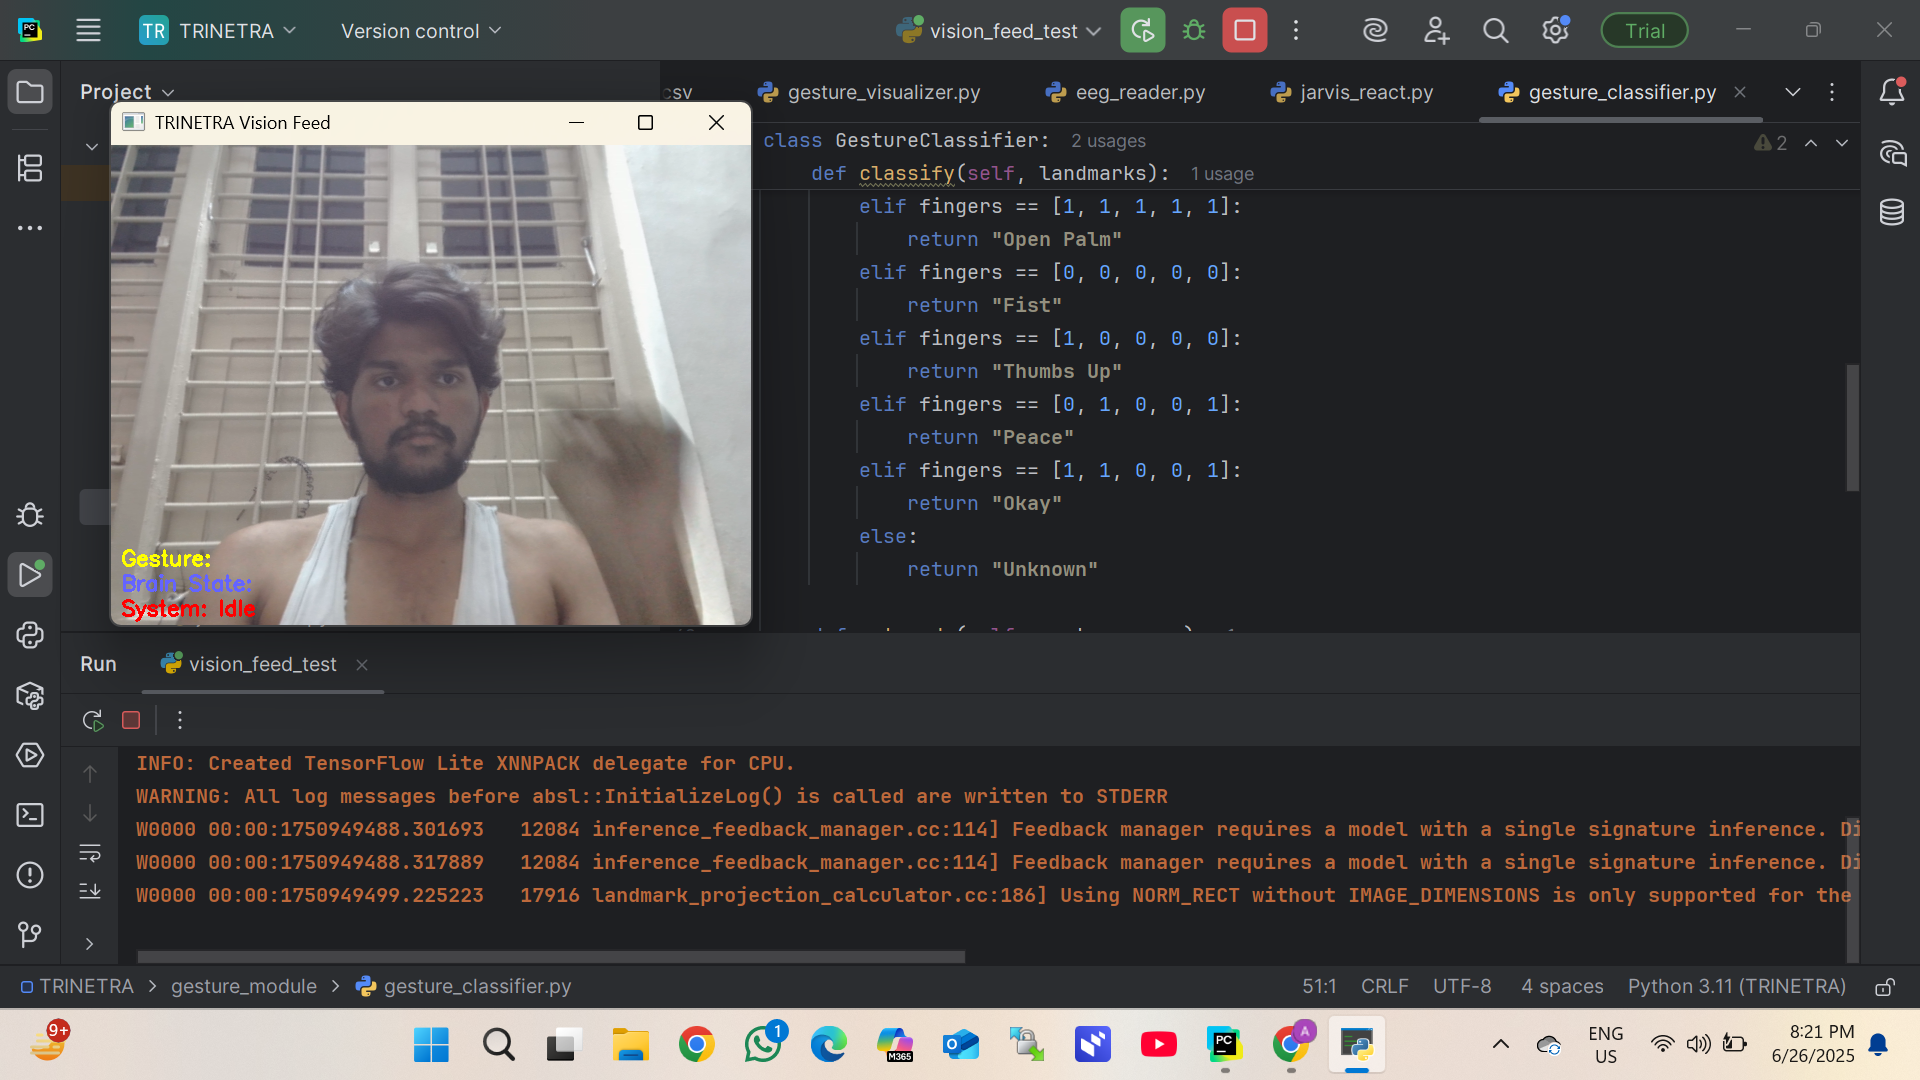 TR TRINETRA
Version control
vision_feed_test
Trial
Project
csv
gesture_visualizer.py
eeg_reader.py
jarvis_react.py
gesture_classifier.py
TRINETRA Vision Feed
class GestureClassifier: 2 usages
def classify(self, landmarks): 1 usage
2
elif fingers == [1, 1, 1, 1, 1]:
return "Open Palm"
elif fingers == [0, 0, 0, 0, 0]:
return "Fist"
elif fingers == [1, 0, 0, 0, 0]:
return "Thumbs Up"
elif fingers == [0, 1, 0, 0, 1]:
return "Peace"
elif fingers == [1, 1, 0, 0, 1]:
return "Okay"
else:
return "Unknown"
Gesture:
Brain State:
System: Idle
Run
vision_feed_test
INFO: Created TensorFlow Lite XNNPACK delegate for CPU.
WARNING: All log messages before absl::InitializeLog() is called are written to STDERR
W0000 00:00:1750949488.301693   12084 inference_feedback_manager.cc:114] Feedback manager requires a model with a single signature inference. Di
W0000 00:00:1750949488.317889   12084 inference_feedback_manager.cc:114] Feedback manager requires a model with a single signature inference. Di
W0000 00:00:1750949499.225223   17916 landmark_projection_calculator.cc:186] Using NORM_RECT without IMAGE_DIMENSIONS is only supported for the
TRINETRA > gesture_module > gesture_classifier.py
51:1 CRLF UTF-8 4 spaces Python 3.11 (TRINETRA)
9+
PC
1
M365
PC
A
ENG
US
8:21 PM
6/26/2025